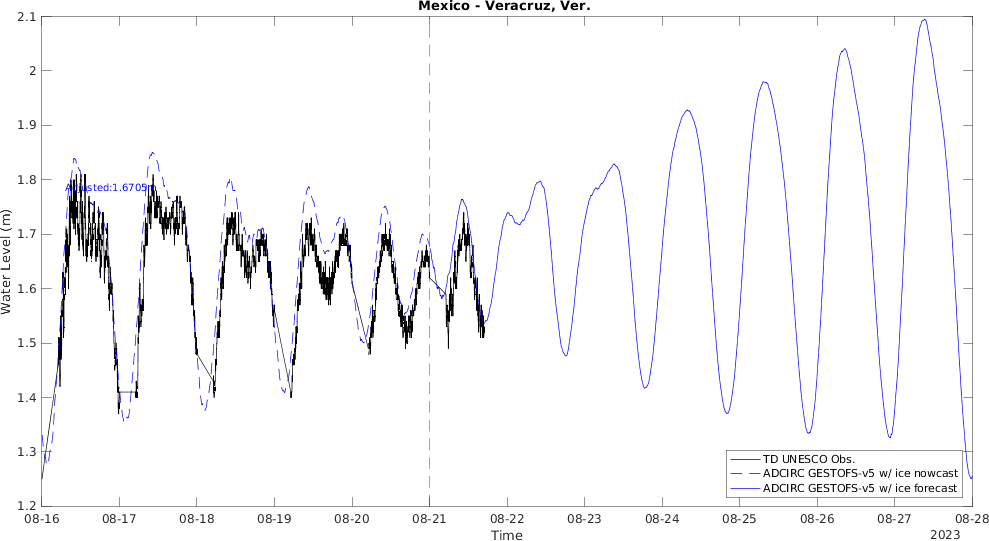 Mexico - Veracruz, Ver.
2.1
2
1.9
1.8
1.7
1.6
1.5
1.4
1.3
1.2
Water Level (m)
Adjusted:1.6705m
TD UNESCO Obs.
ADCIRC GESTOFS-v5 w/ ice nowcast
ADCIRC GESTOFS-v5 w/ ice forecast
08-16 08-17 08-18 08-19 08-20 08-21 08-22 08-23 08-24 08-25 08-26 08-27 08-28
Time
2023